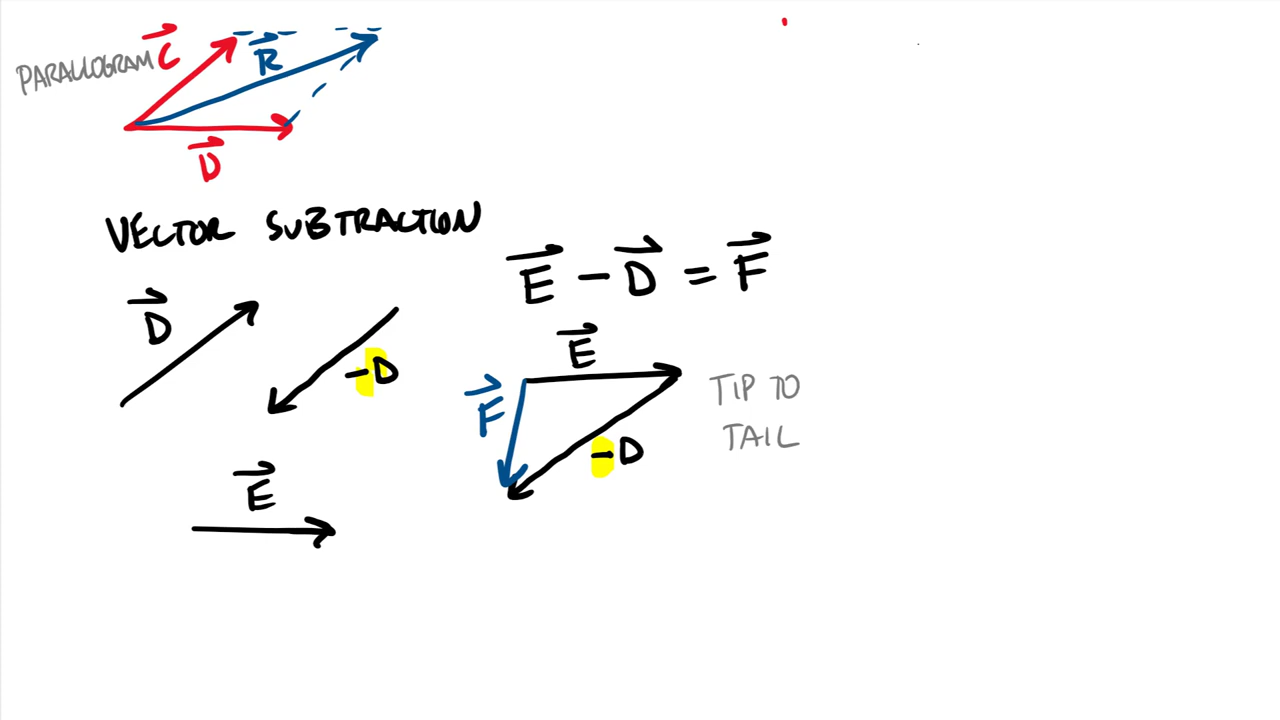 PARALLOGRAM
C
R
D
VECTOR SUBTRACTION
E - D = F
D
-D
E
E
F
-D
TIP TO
TAIL